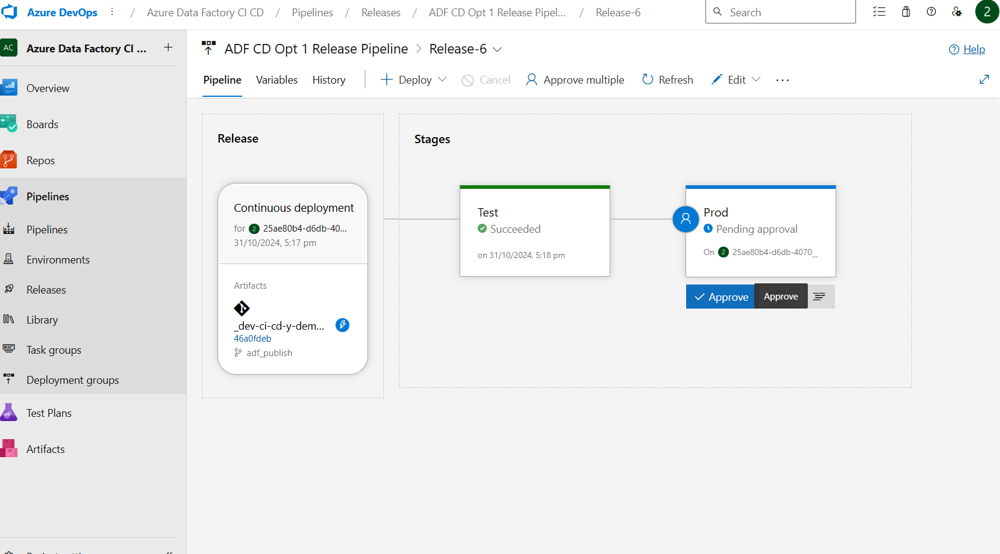 Azure DevOps / Azure Data Factory CI CD / Pipelines / Releases / ADF CD Opt 1 Release Pipel... / Release-6
Search
2
AC Azure Data Factory CI ... +
Overview
Boards
Repos
Pipelines
Pipelines
Environments
Releases
Library
Task groups
Deployment groups
Test Plans
Artifacts
ADF CD Opt 1 Release Pipeline > Release-6
Help
Pipeline Variables History Deploy Cancel Approve multiple Refresh Edit ...
Release
Continuous deployment
for 2 25ae80b4-d6db-40...
31/10/2024, 5:17 pm
Artifacts
_dev-ci-cd-y-dem...
46a0fdeb
adf_publish
Stages
Test
Succeeded
on 31/10/2024, 5:18 pm
Prod
Pending approval
On 2 25ae80b4-d6db-4070...
Approve
Approve